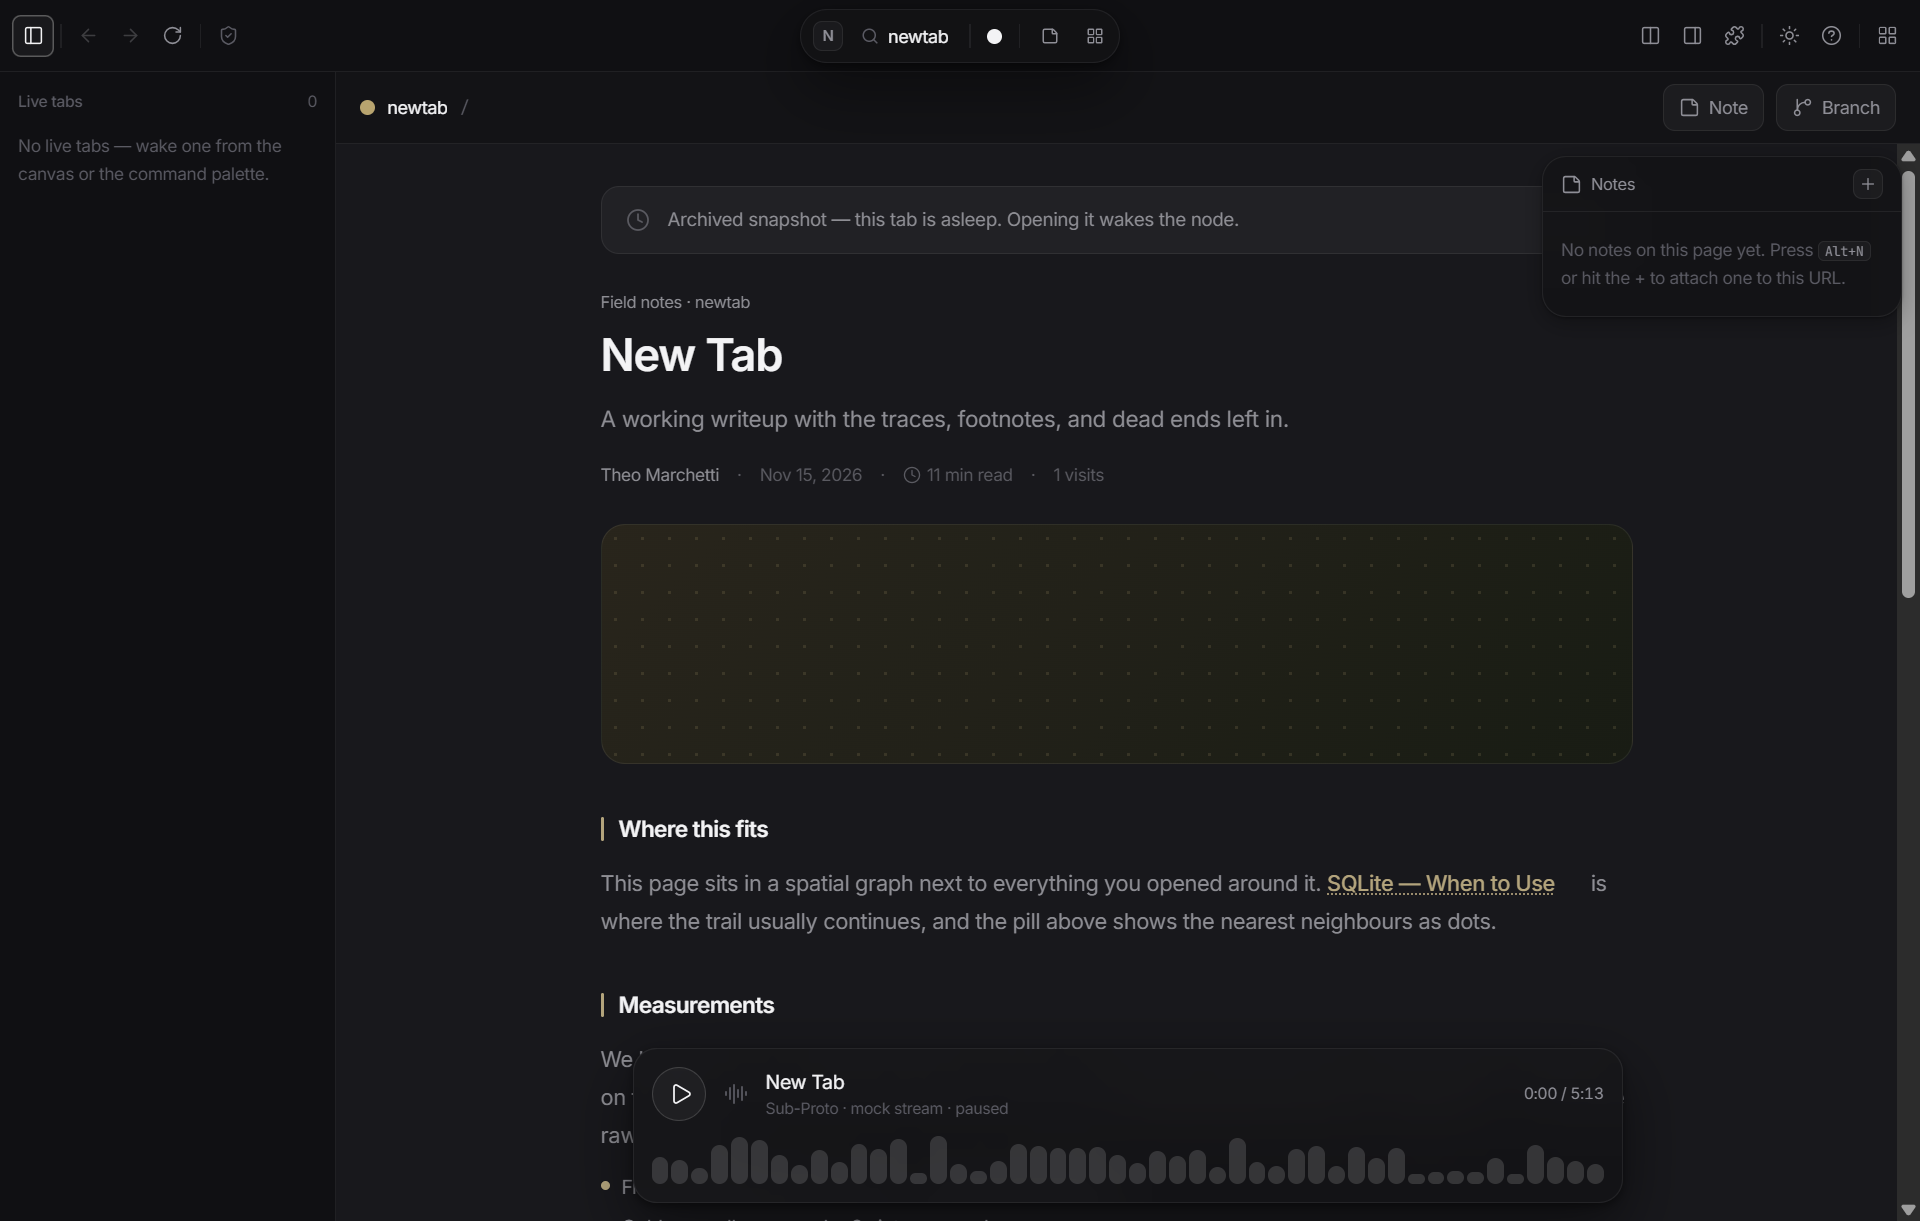 N
newtab
Live tabs
0
No live tabs — wake one from the
canvas or the command palette.
newtab /
Note
Branch
Archived snapshot — this tab is asleep. Opening it wakes the node.
Notes
No notes on this page yet. Press Alt+N
or hit the + to attach one to this URL.
Field notes · newtab
New Tab
A working writeup with the traces, footnotes, and dead ends left in.
Theo Marchetti · Nov 15, 2026 · 11 min read · 1 visits
Where this fits
This page sits in a spatial graph next to everything you opened around it. SQLite — When to Use is
where the trail usually continues, and the pill above shows the nearest neighbours as dots.
Measurements
We
on
raw
New Tab
Sub-Proto · mock stream · paused
0:00 / 5:13